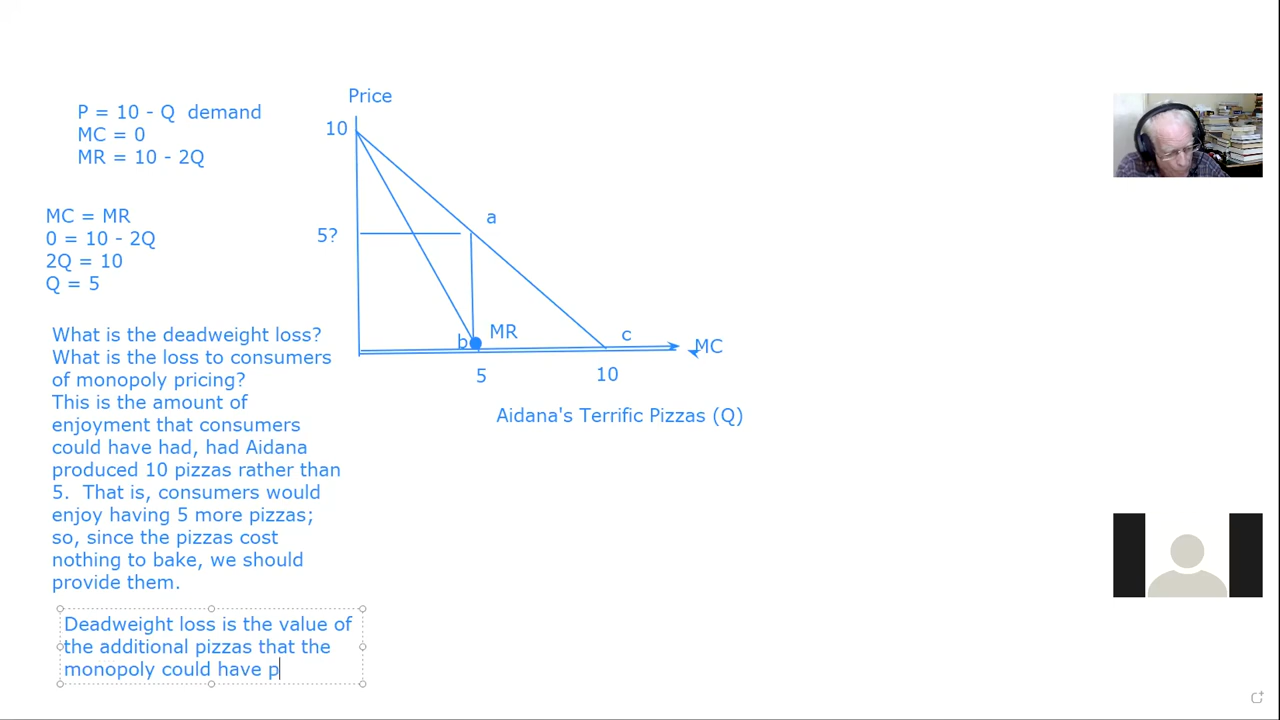 P = 10 - Q  demand
MC = 0
MR = 10 - 2Q
MC = MR
0 = 10 - 2Q
2Q = 10
Q = 5
Price
10
a
5?
b
MR
c
MC
5
10
Aidana's Terrific Pizzas (Q)
What is the deadweight loss?
What is the loss to consumers
of monopoly pricing?
This is the amount of
enjoyment that consumers
could have had, had Aidana
produced 10 pizzas rather than
5.  That is, consumers would
enjoy having 5 more pizzas;
so, since the pizzas cost
nothing to bake, we should
provide them.
Deadweight loss is the value of
the additional pizzas that the
monopoly could have p